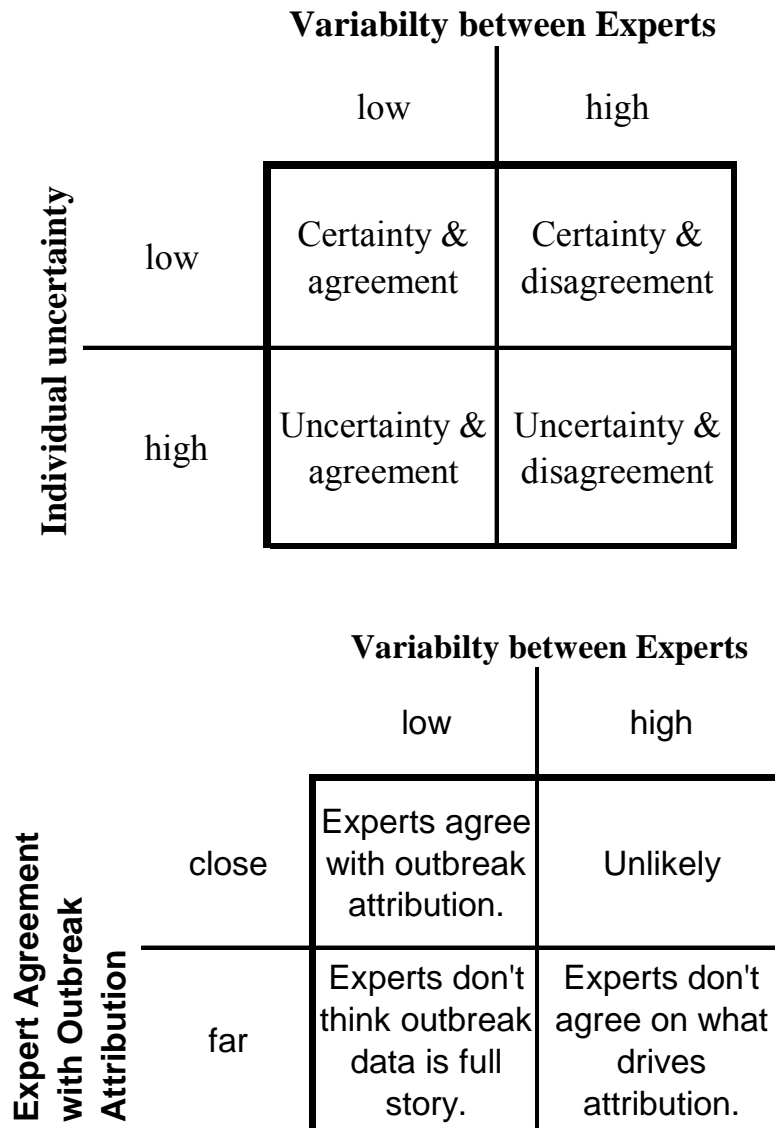 Variabilty between Experts
low high
Individual uncertainty
low
Certainty &
agreement
Certainty &
disagreement
high
Uncertainty &
agreement
Uncertainty &
disagreement
Variabilty between Experts
low high
Expert Agreement
with Outbreak
Attribution
close
Experts agree
with outbreak
attribution.
Unlikely
far
Experts don't
think outbreak
data is full
story.
Experts don't
agree on what
drives
attribution.